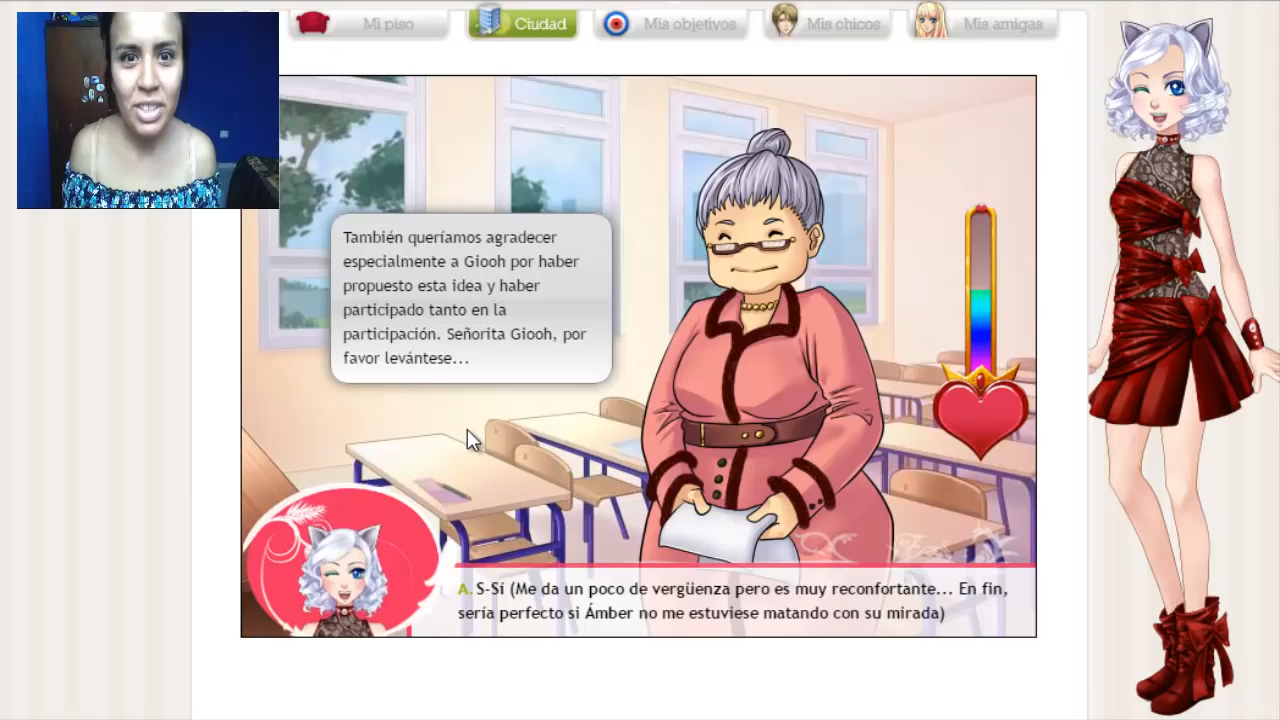 Mi piso
Ciudad
Mis objetivos
Mis chicos
Mis amigas
También queríamos agradecer
especialmente a Giooh por haber
propuesto esta idea y haber
participado tanto en la
participación. Señorita Giooh, por
favor levántese...
A. S-Sí (Me da un poco de vergüenza pero es muy reconfortante... En fin,
sería perfecto si Ámber no me estuviese matando con su mirada)